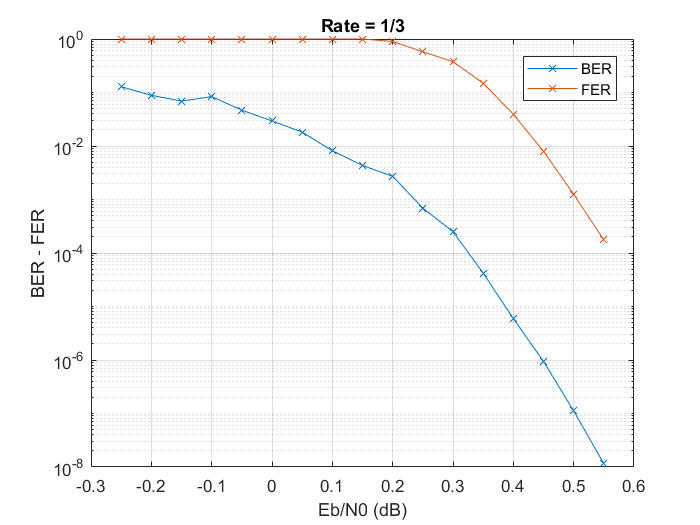 Rate = 1/3
BER
FER
BER - FER
10^0
10^-2
10^-4
10^-6
10^-8
-0.3 -0.2 -0.1 0 0.1 0.2 0.3 0.4 0.5 0.6
Eb/N0 (dB)